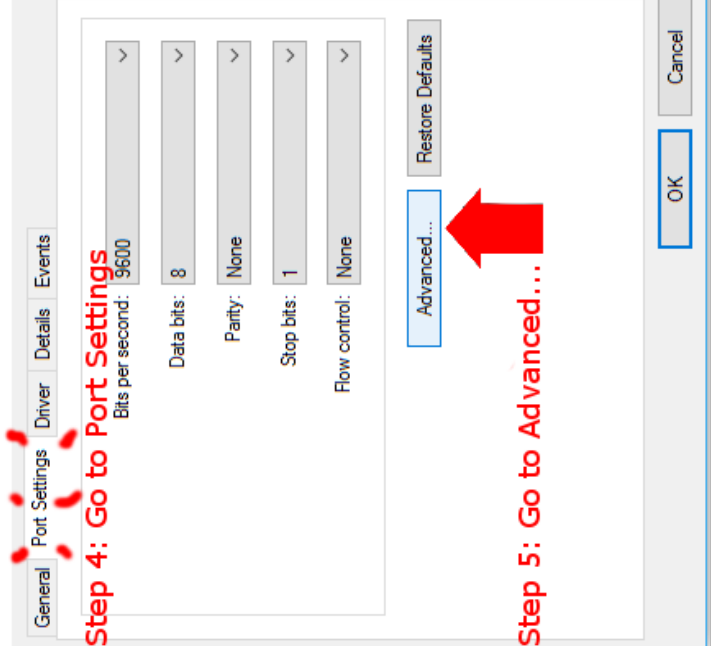 General Port Settings Driver Details Events
Step 4: Go to Port Settings
Bits per second: 9600
Data bits: 8
Parity: None
Stop bits: 1
Flow control: None
Advanced... Restore Defaults
Step 5: Go to Advanced...
OK Cancel